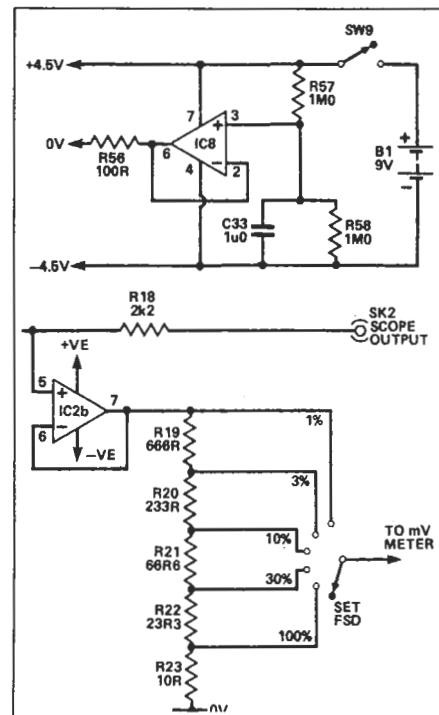 SW9
+4.5V
R57
1M0
7
3
+
0V
6
IC8
R56
100R
4
−
2
+
B1
9V
−
C33
1u0
R58
1M0
−4.5V
R18
2k2
SK2
SCOPE
OUTPUT
+VE
5
+
7
IC2b
6
−
−VE
1%
R19
666R
3%
R20
233R
10%
TO mV
METER
R21
66R6
30%
SET
FSD
R22
23R3
100%
R23
10R
0V